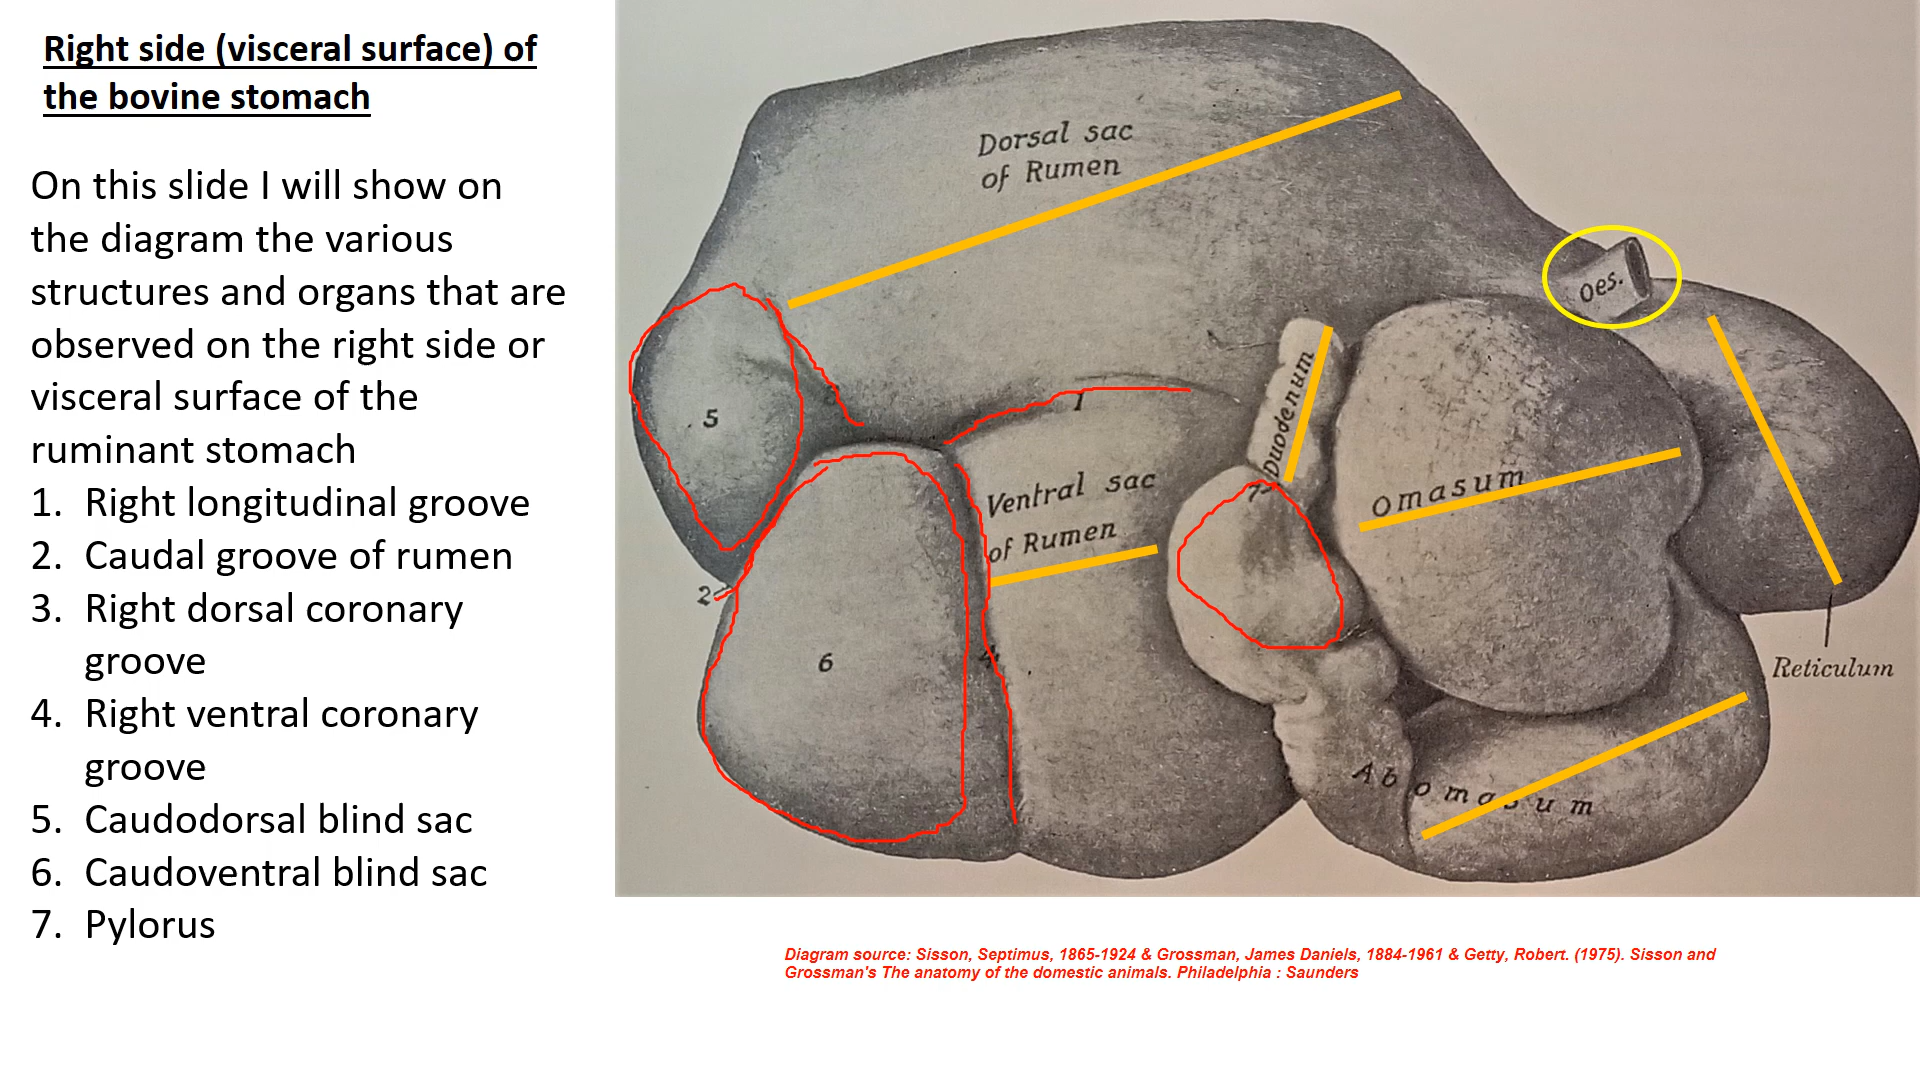 Right side (visceral surface) of
the bovine stomach
On this slide I will show on
the diagram the various
structures and organs that are
observed on the right side or
visceral surface of the
ruminant stomach
1. Right longitudinal groove
2. Caudal groove of rumen
3. Right dorsal coronary
groove
4. Right ventral coronary
groove
5. Caudodorsal blind sac
6. Caudoventral blind sac
7. Pylorus
Dorsal sac
of Rumen
Oes.
Duodenum
3
5
1
Ventral sac
of Rumen
7
Omasum
2
6
4
Reticulum
Abomasum
Diagram source: Sisson, Septimus, 1865-1924 & Grossman, James Daniels, 1884-1961 & Getty, Robert. (1975). Sisson and
Grossman's The anatomy of the domestic animals. Philadelphia : Saunders